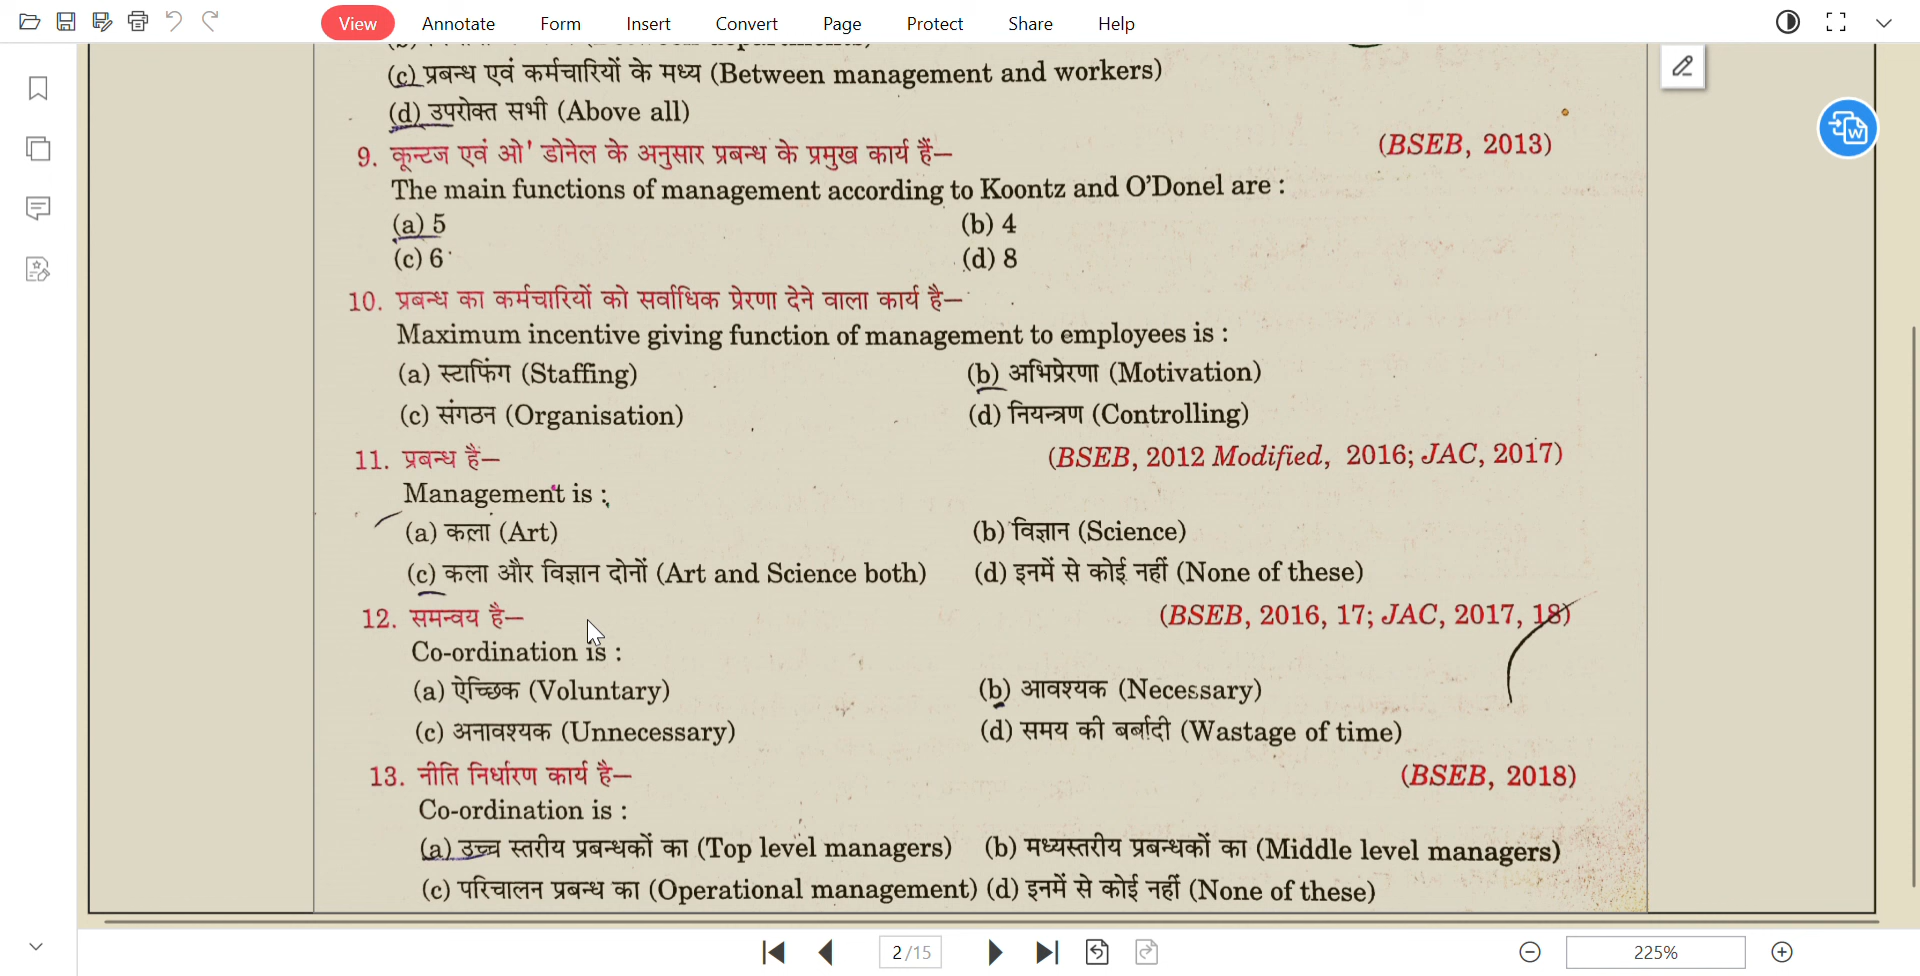 View Annotate Form Insert Convert Page Protect Share Help
(c) प्रबन्ध एवं कर्मचारियों के मध्य (Between management and workers)
(d) उपरोक्त सभी (Above all)
9. कून्टज एवं ओ' डोनेल के अनुसार प्रबन्ध के प्रमुख कार्य हैं— (BSEB, 2013)
The main functions of management according to Koontz and O'Donel are :
(a) 5 (b) 4
(c) 6 (d) 8
10. प्रबन्ध का कर्मचारियों को सर्वाधिक प्रेरणा देने वाला कार्य है—
Maximum incentive giving function of management to employees is :
(a) स्टाफिंग (Staffing) (b) अभिप्रेरणा (Motivation)
(c) संगठन (Organisation) (d) नियन्त्रण (Controlling)
11. प्रबन्ध है— (BSEB, 2012 Modified, 2016; JAC, 2017)
Management is :
(a) कला (Art) (b) विज्ञान (Science)
(c) कला और विज्ञान दोनों (Art and Science both) (d) इनमें से कोई नहीं (None of these)
12. समन्वय है— (BSEB, 2016, 17; JAC, 2017, 18)
Co-ordination is :
(a) ऐच्छिक (Voluntary) (b) आवश्यक (Necessary)
(c) अनावश्यक (Unnecessary) (d) समय की बर्बादी (Wastage of time)
13. नीति निर्धारण कार्य है— (BSEB, 2018)
Co-ordination is :
(a) उच्च स्तरीय प्रबन्धकों का (Top level managers) (b) मध्यस्तरीय प्रबन्धकों का (Middle level managers)
(c) परिचालन प्रबन्ध का (Operational management) (d) इनमें से कोई नहीं (None of these)
2/15 225%